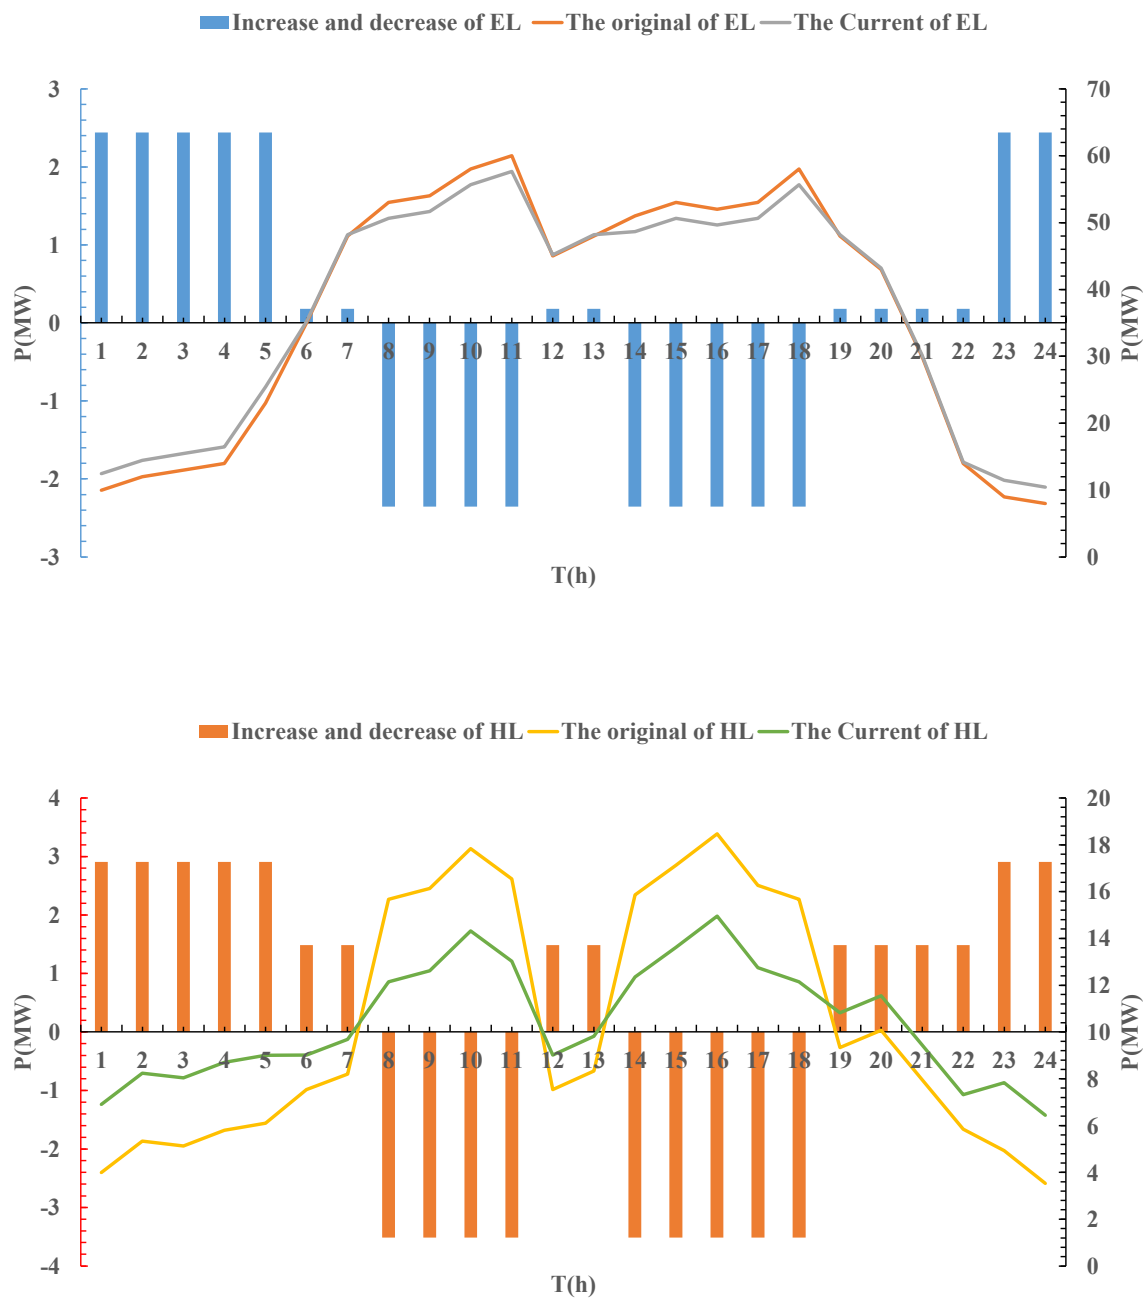 Increase and decrease of EL The original of EL The Current of EL
3 70
2 60
1 50
0 40
-1 30
-2 20
-3 10
0
P(MW)
P(MW)
1 2 3 4 5 6 7 8 9 10 11 12 13 14 15 16 17 18 19 20 21 22 23 24
T(h)
Increase and decrease of HL The original of HL The Current of HL
4 20
3 18
2 16
1 14
0 12
-1 10
-2 8
-3 6
-4 4
2
0
P(MW)
P(MW)
1 2 3 4 5 6 7 8 9 10 11 12 13 14 15 16 17 18 19 20 21 22 23 24
T(h)